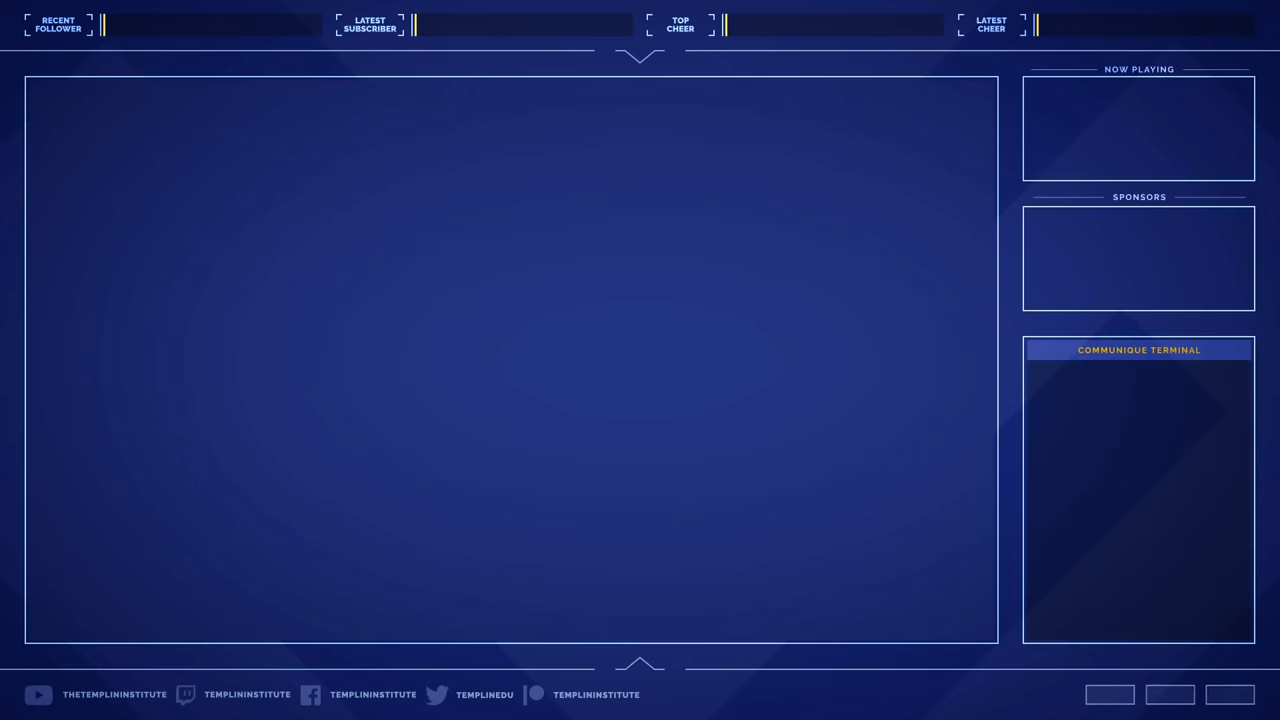 RECENT
FOLLOWER
LATEST
SUBSCRIBER
TOP
CHEER
LATEST
CHEER
NOW PLAYING
SPONSORS
COMMUNIQUE TERMINAL
THETEMPLININSTITUTE
TEMPLININSTITUTE
TEMPLININSTITUTE
TEMPLINEDU
TEMPLININSTITUTE